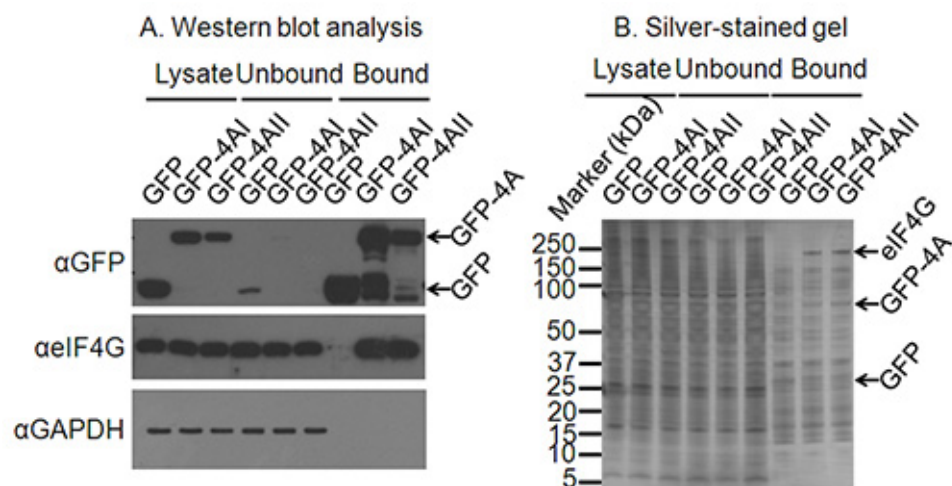 A. Western blot analysis
Lysate Unbound Bound
GFP
GFP-4AI
GFP-4AII
GFP
GFP-4AI
GFP-4AII
GFP
GFP-4AI
GFP-4AII
αGFP
GFP-4A
GFP
αeIF4G
αGAPDH
B. Silver-stained gel
Lysate Unbound Bound
Marker (kDa)
GFP
GFP-4AI
GFP-4AII
GFP
GFP-4AI
GFP-4AII
GFP
GFP-4AI
GFP-4AII
250
150
100
50
37
25
20
15
10
5
eIF4G
GFP-4A
GFP